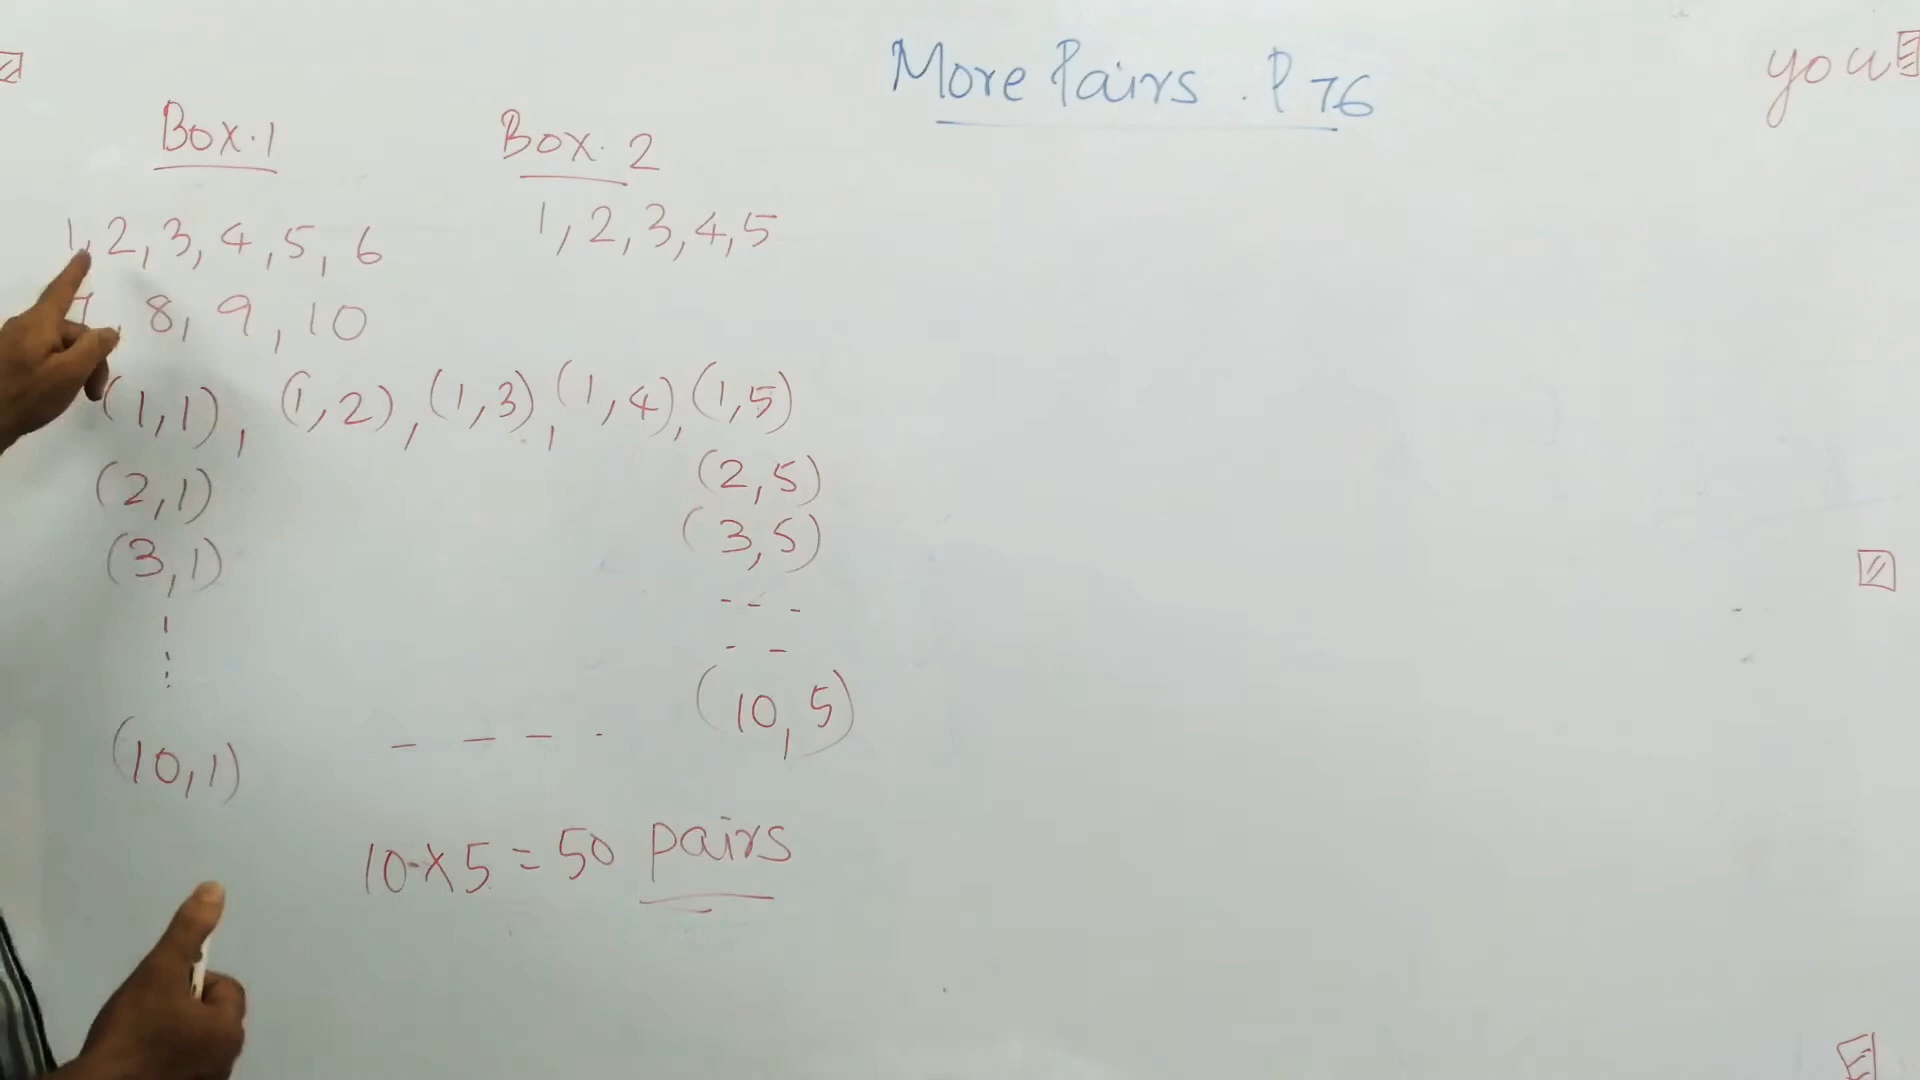 More Pairs . P 76
you
Box.1
Box. 2
1, 2, 3, 4, 5, 6
1, 2, 3, 4, 5
7, 8, 9, 10
(1,1), (1,2), (1,3), (1,4), (1,5)
(2,1)
(2,5)
(3,1)
(3,5)
(10,5)
(10,1)
10 x 5 = 50 pairs